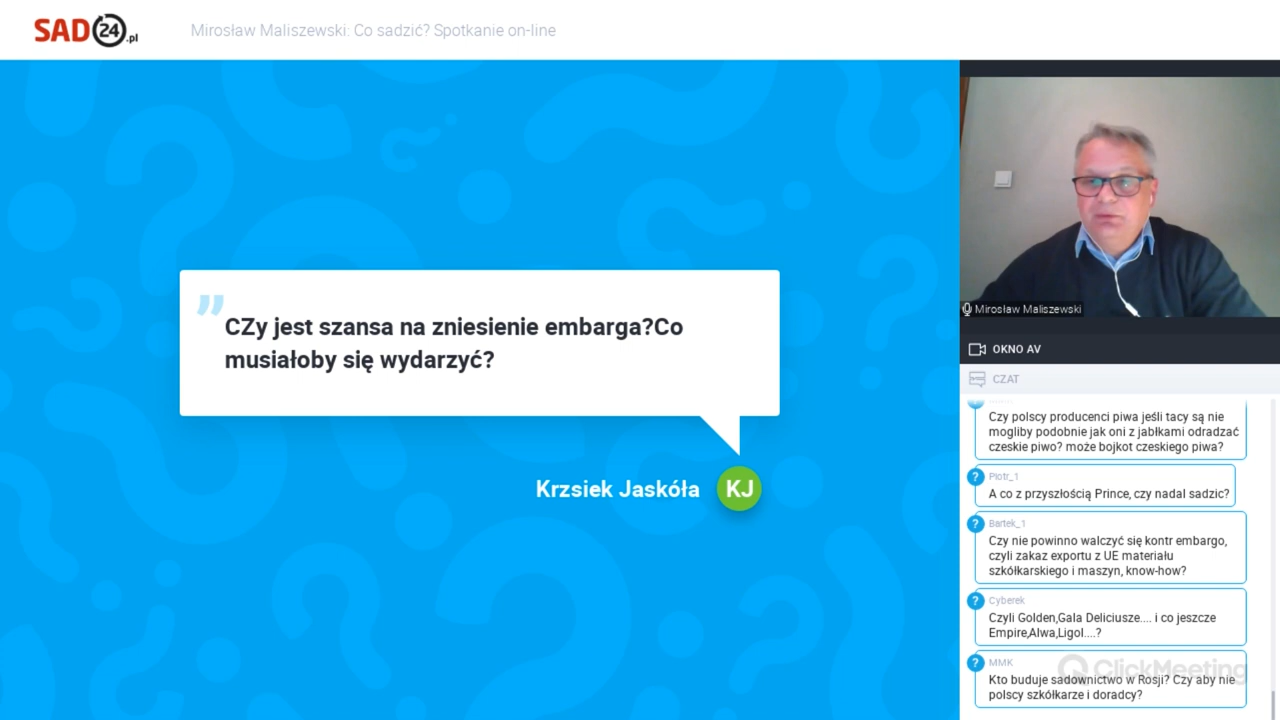 SAD24.pl
Mirosław Maliszewski: Co sadzić? Spotkanie on-line
CZy jest szansa na zniesienie embarga?Co
musiałoby się wydarzyć?
Krzsiek Jaskóła
KJ
Mirosław Maliszewski
OKNO AV
CZAT
Czy polscy producenci piwa jeśli tacy są nie
mogliby podobnie jak oni z jabłkami odradzać
czeskie piwo? może bojkot czeskiego piwa?
Piotr_1
A co z przyszłością Prince, czy nadal sadzic?
Bartek_1
Czy nie powinno walczyć się kontr embargo,
czyli zakaz exportu z UE materiału
szkółkarskiego i maszyn, know-how?
Cyberek
Czyli Golden,Gala Deliciusze.... i co jeszcze
Empire,Alwa,Ligol....?
MMK
Kto buduje sadownictwo w Rosji? Czy aby nie
polscy szkółkarze i doradcy?
ClickMeeting